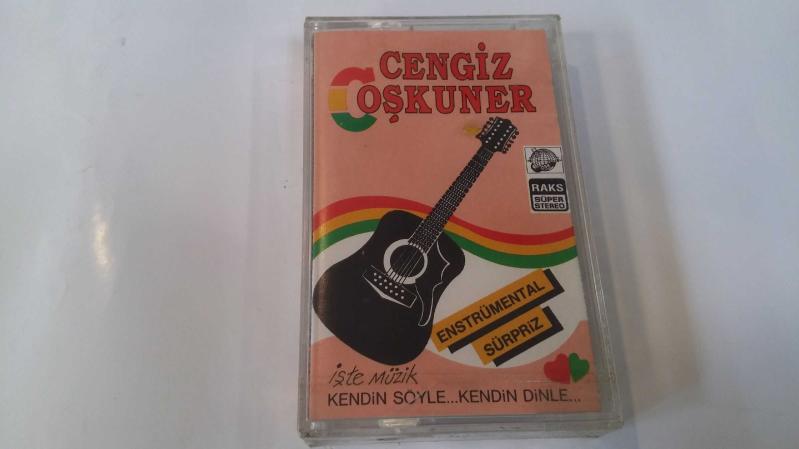 CENGİZ
COŞKUNER
RAKS
SÜPER
STEREO
ENSTRÜMENTAL
SÜRPRİZ
işte müzik
KENDİN SÖYLE...KENDİN DİNLE...